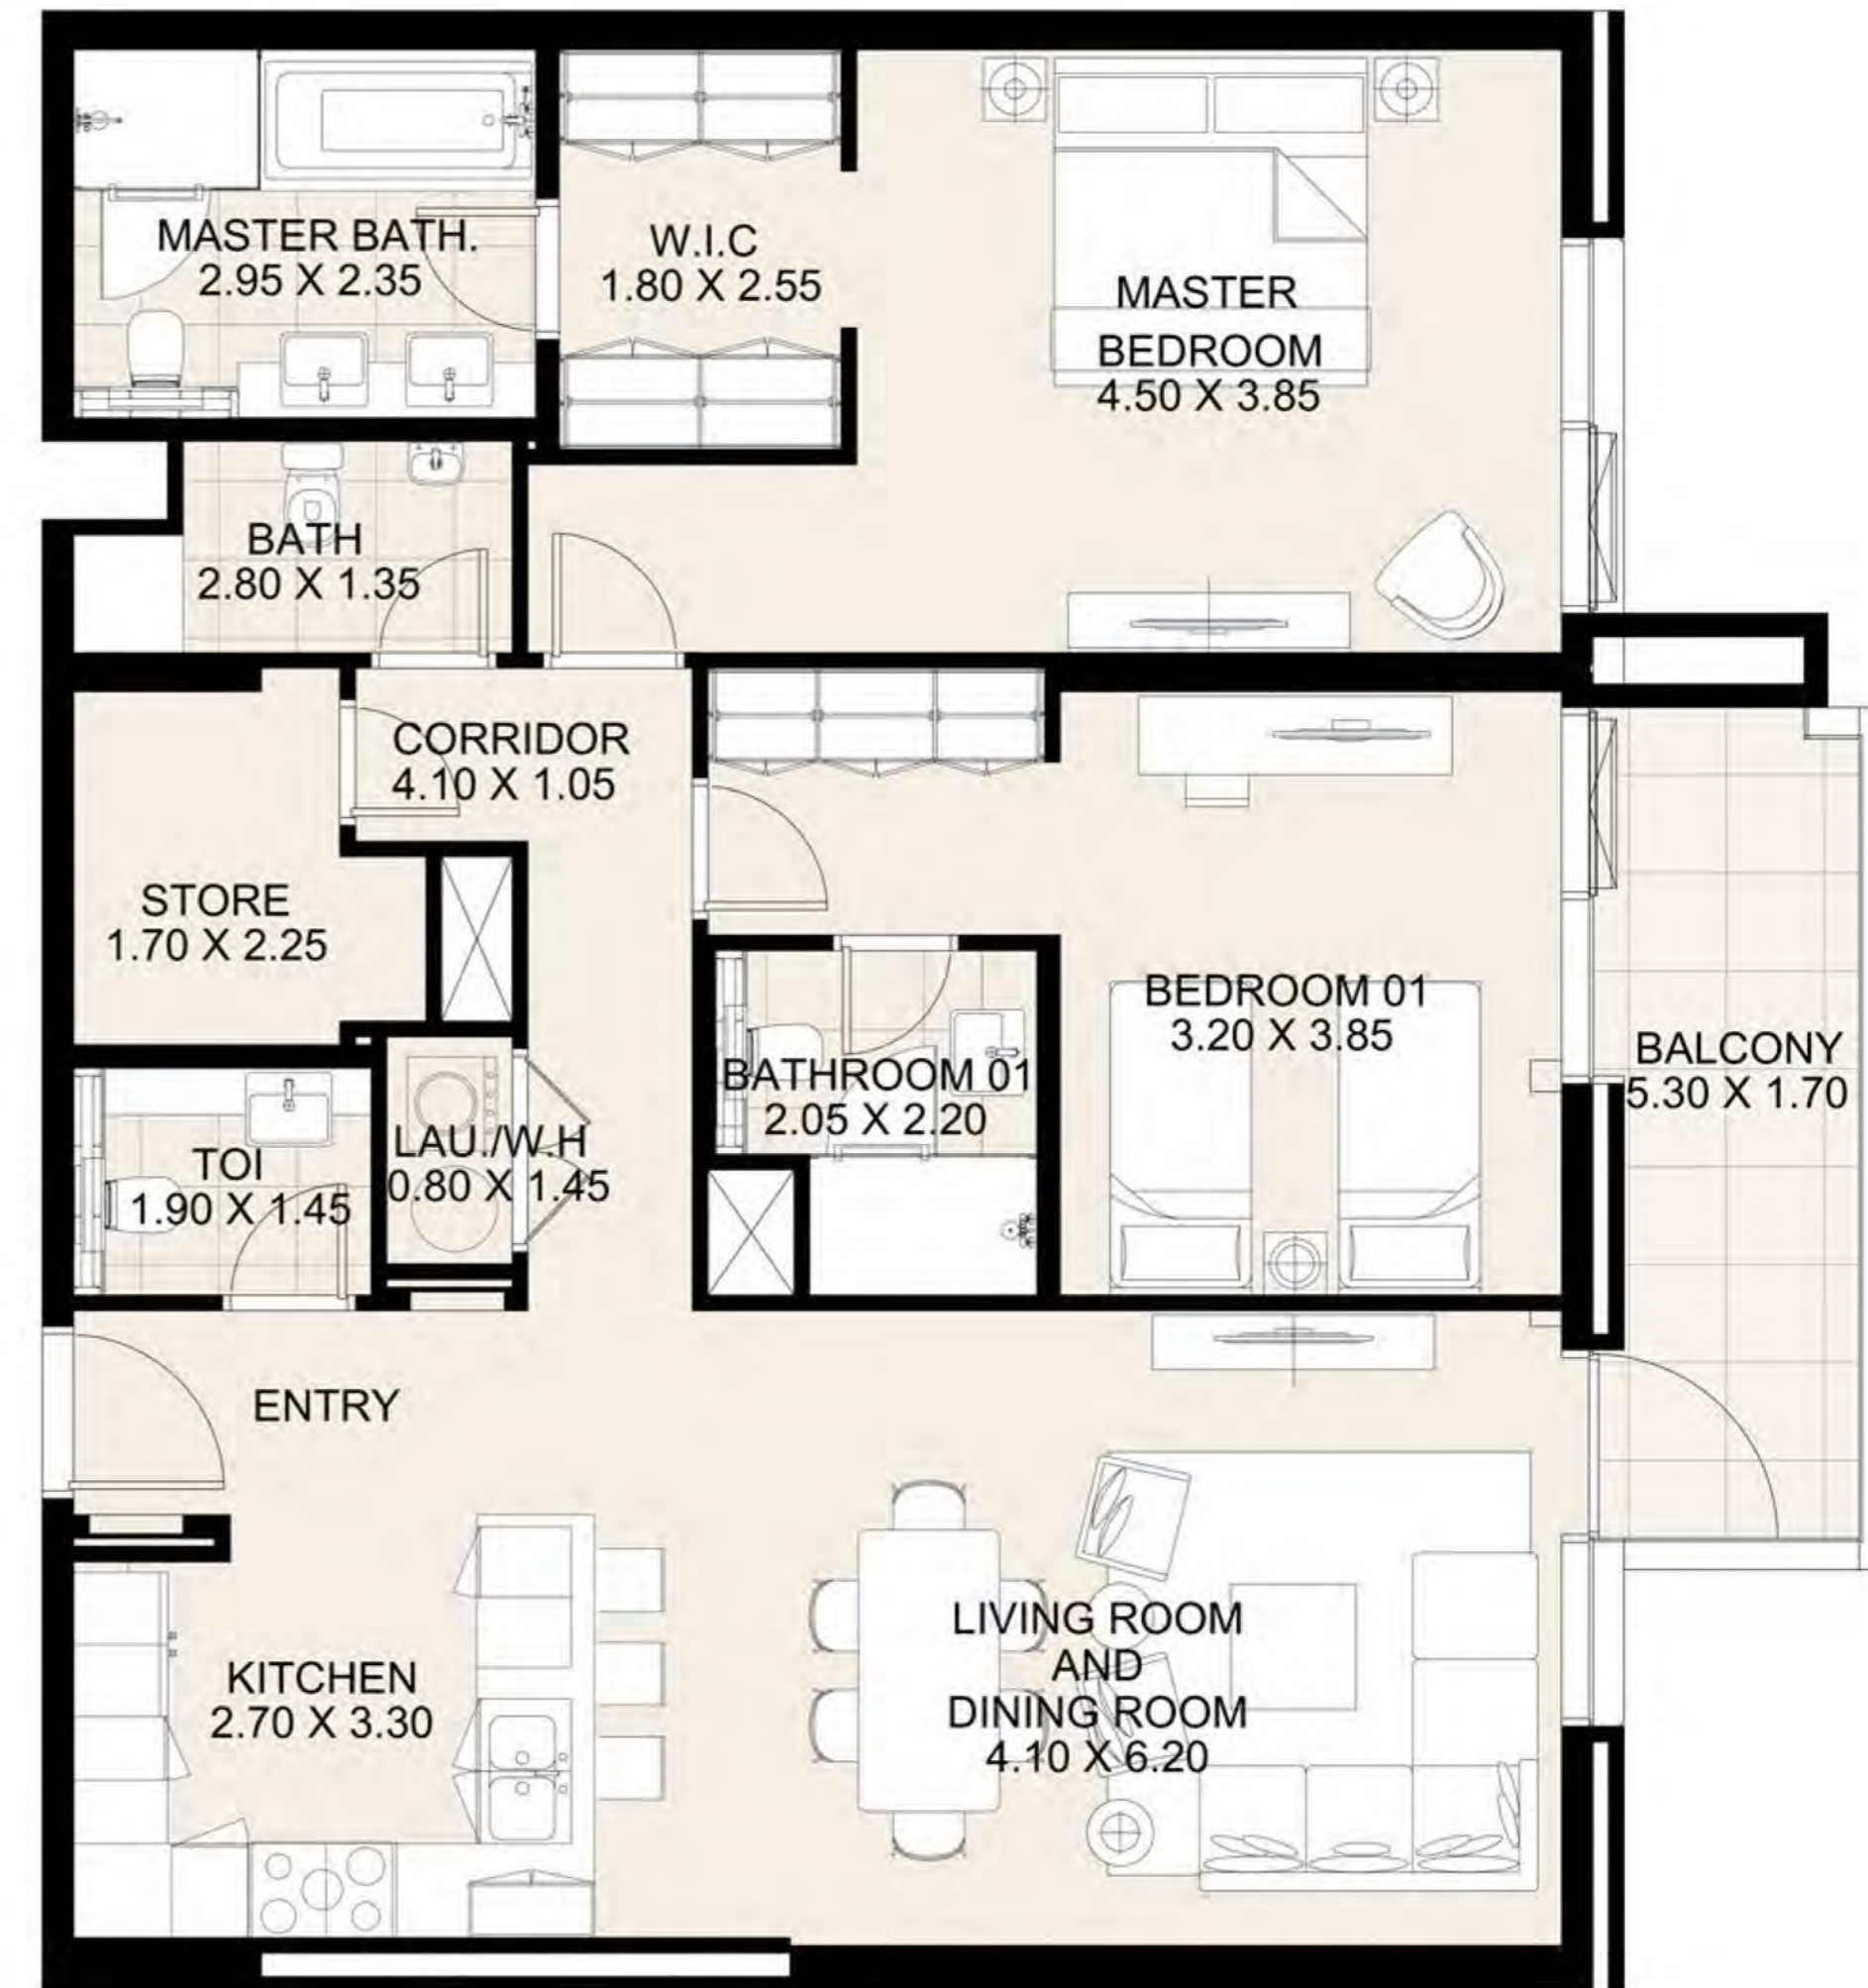 MASTER BATH.
2.95 X 2.35
W.I.C
1.80 X 2.55
MASTER
BEDROOM
4.50 X 3.85
BATH
2.80 X 1.35
CORRIDOR
4.10 X 1.05
STORE
1.70 X 2.25
BEDROOM 01
3.20 X 3.85
BALCONY
5.30 X 1.70
BATHROOM 01
2.05 X 2.20
LAU./W.H
0.80 X 1.45
TOI
1.90 X 1.45
ENTRY
KITCHEN
2.70 X 3.30
LIVING ROOM
AND
DINING ROOM
4.10 X 6.20